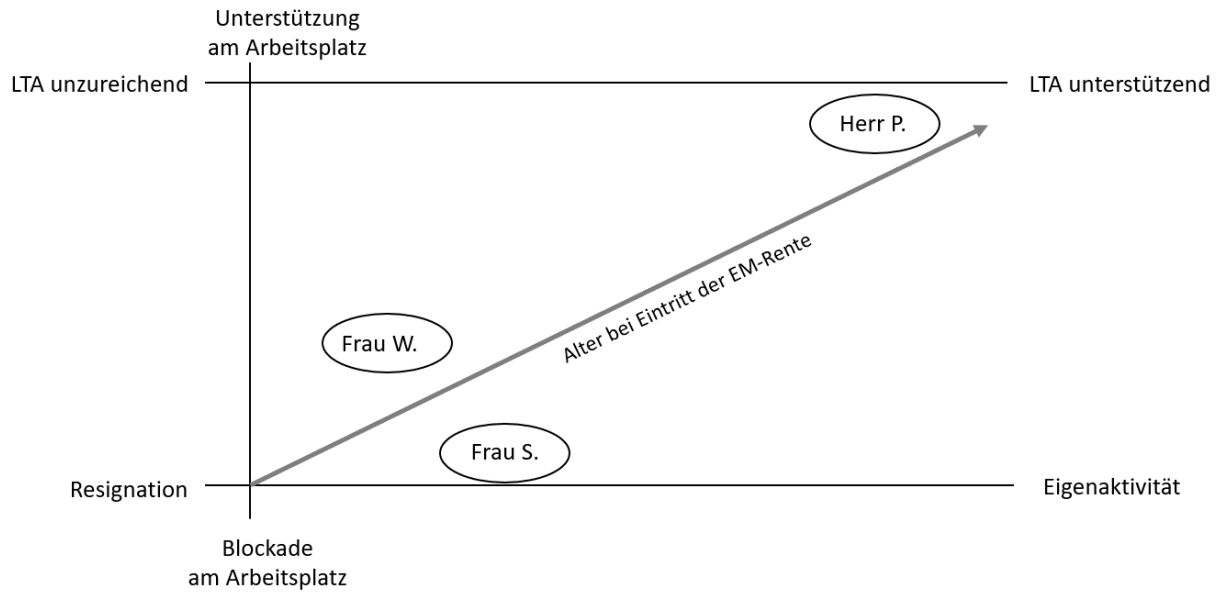 Unterstützung
am Arbeitsplatz
LTA unzureichend
LTA unterstützend
Herr P.
Alter bei Eintritt der EM-Rente
Frau W.
Frau S.
Resignation
Eigenaktivität
Blockade
am Arbeitsplatz